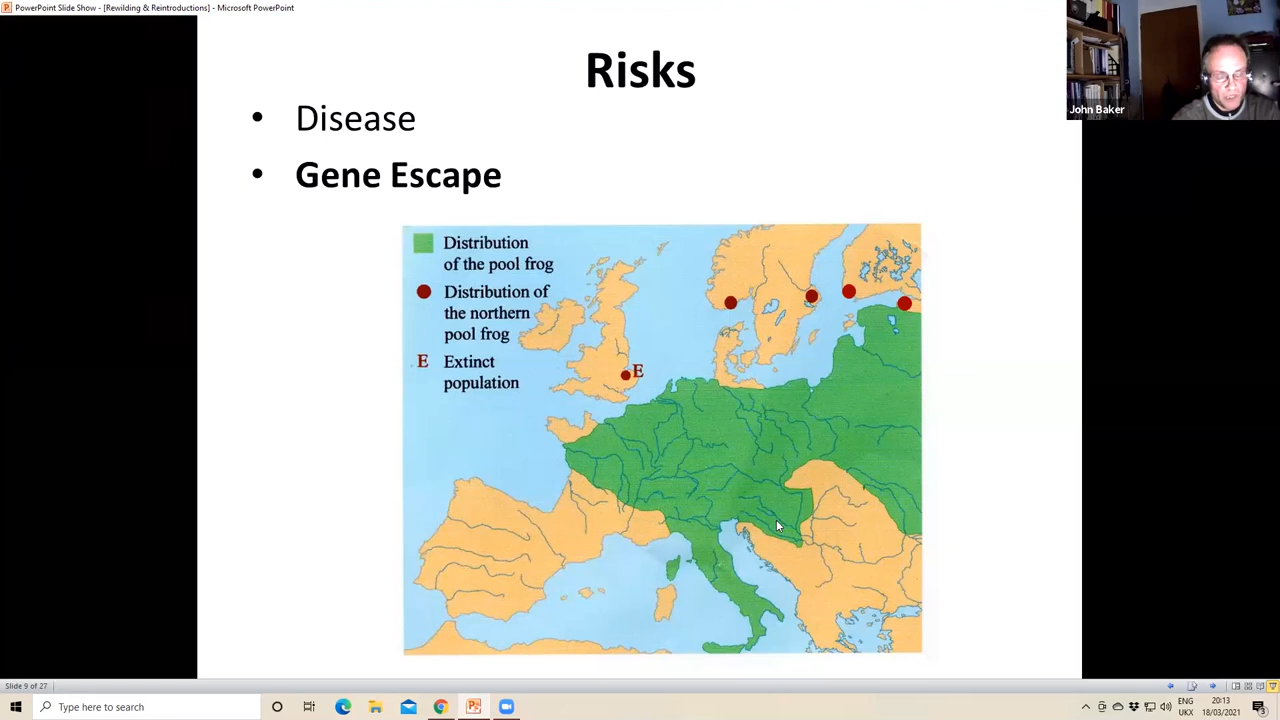 PowerPoint Slide Show - [Rewilding & Reintroductions] - Microsoft PowerPoint
Risks
• Disease
• Gene Escape
John Baker
Distribution
of the pool frog
Distribution of
the northern
pool frog
E Extinct
population
E
Slide 9 of 27
Type here to search
ENG
UKX
20:13
18/03/2021
3